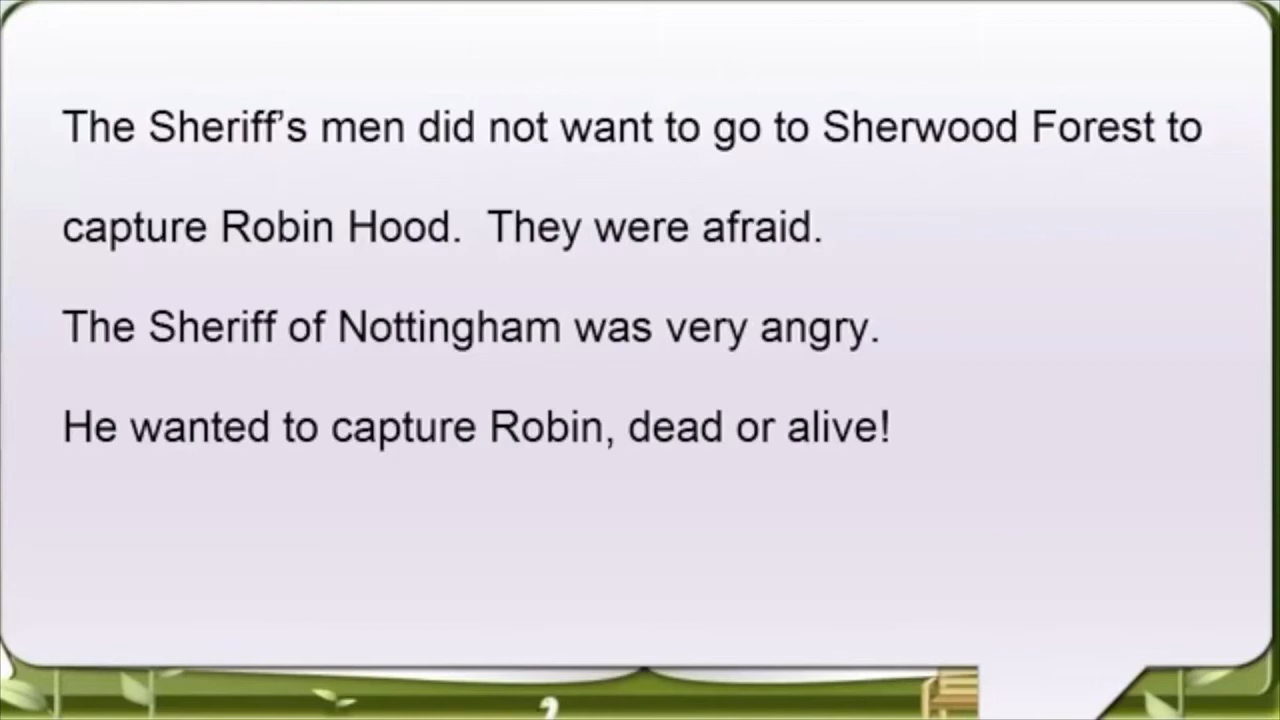 The Sheriff's men did not want to go to Sherwood Forest to
capture Robin Hood.  They were afraid.
The Sheriff of Nottingham was very angry.
He wanted to capture Robin, dead or alive!